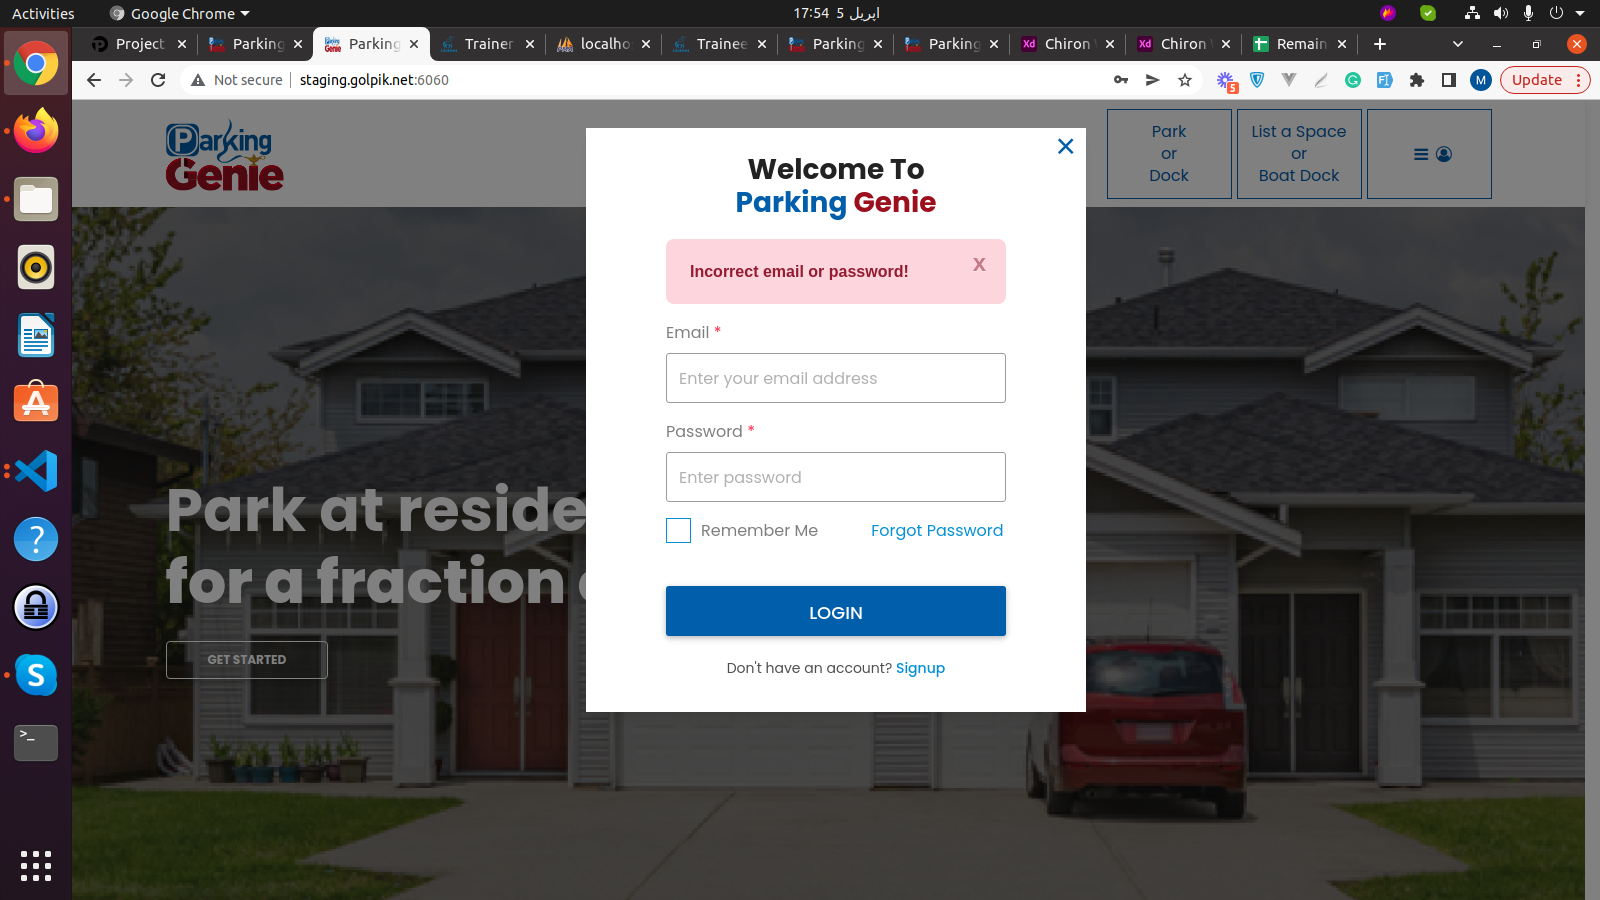 Activities
Google Chrome
17:54 5 اپریل
Project
Parking
Parking
Trainer
localho
Trainee
Parking
Parking
Chiron
Chiron
Remain
Not secure
staging.golpik.net:6060
5
M
Update
Parking
Genie
Park
or
Dock
List a Space
or
Boat Dock
Welcome To
Parking Genie
Incorrect email or password!
X
Email *
Enter your email address
Password *
Enter password
Remember Me
Forgot Password
LOGIN
Don't have an account? Signup
Park at reside
for a fraction
GET STARTED